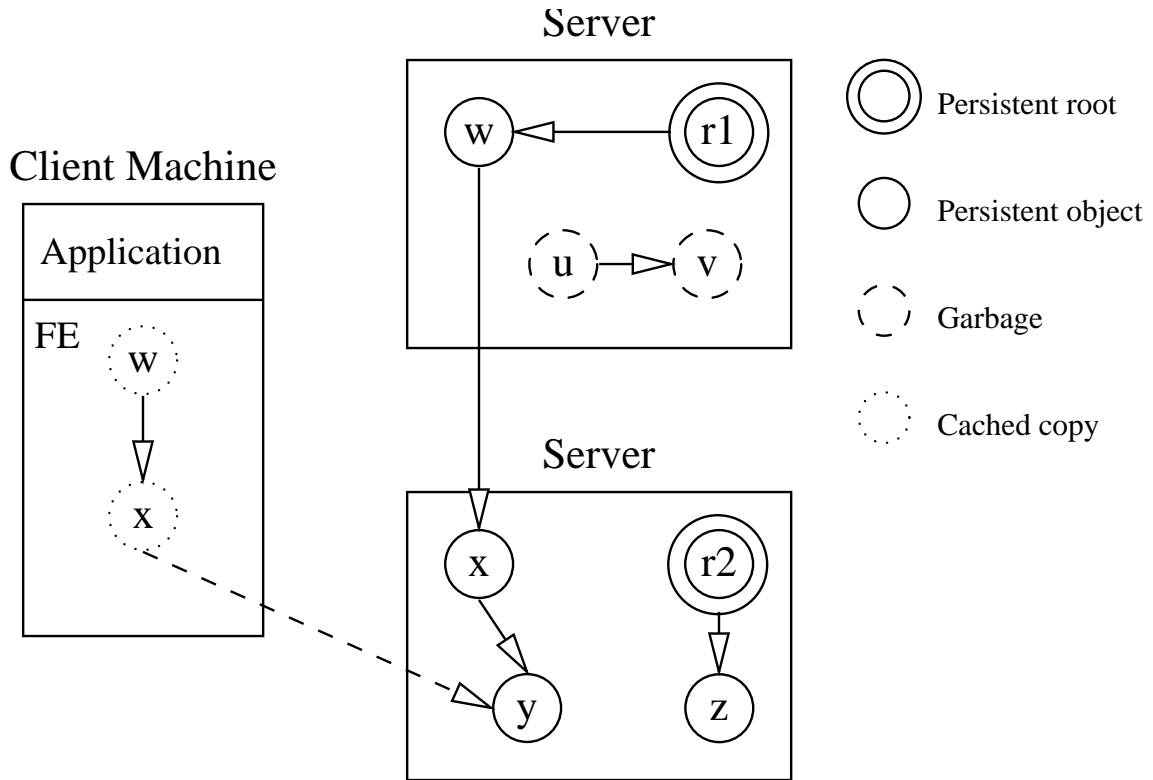 Server
w
r1
Persistent root
Client Machine
Persistent object
Application
u
v
FE
w
Garbage
Cached copy
Server
x
x
r2
y
z